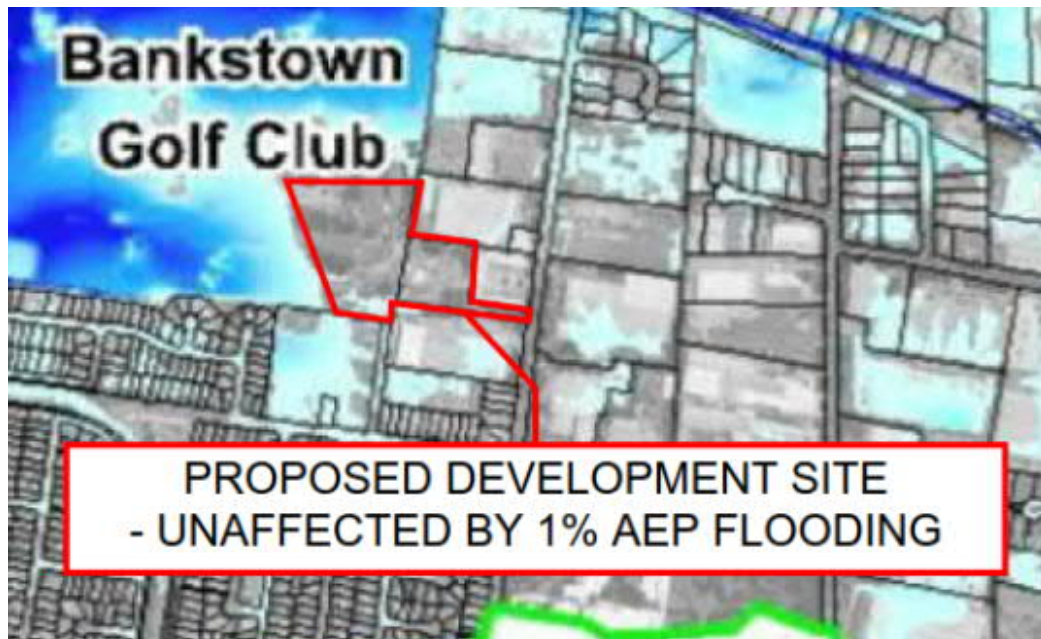 Bankstown
Golf Club
PROPOSED DEVELOPMENT SITE
- UNAFFECTED BY 1% AEP FLOODING